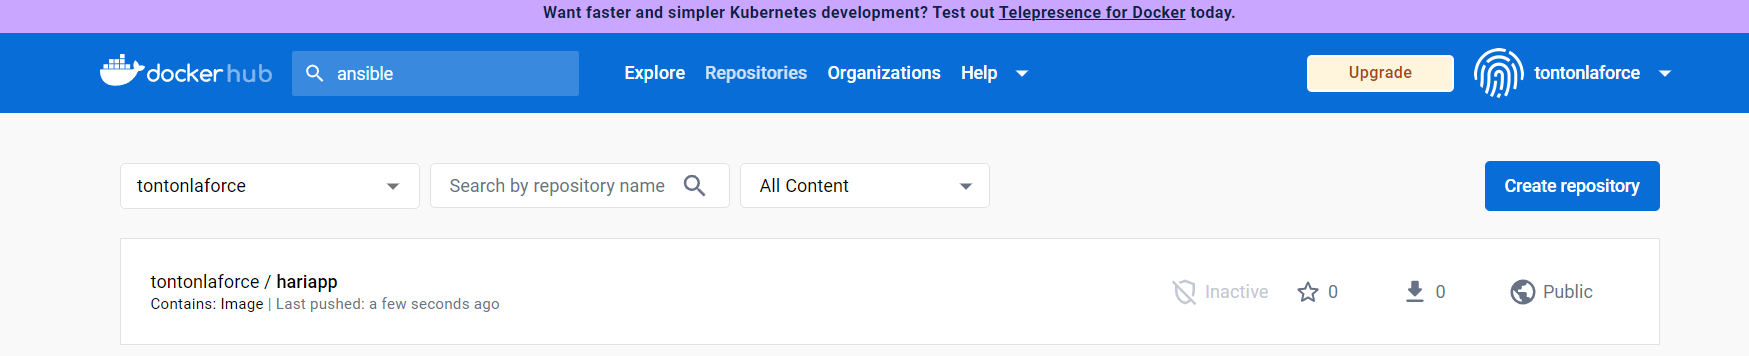 Want faster and simpler Kubernetes development? Test out Telepresence for Docker today.
dockerhub ansible Explore Repositories Organizations Help Upgrade tontonlaforce
tontonlaforce Search by repository name All Content Create repository
tontonlaforce / hariapp
Contains: Image | Last pushed: a few seconds ago
Inactive 0 0 Public